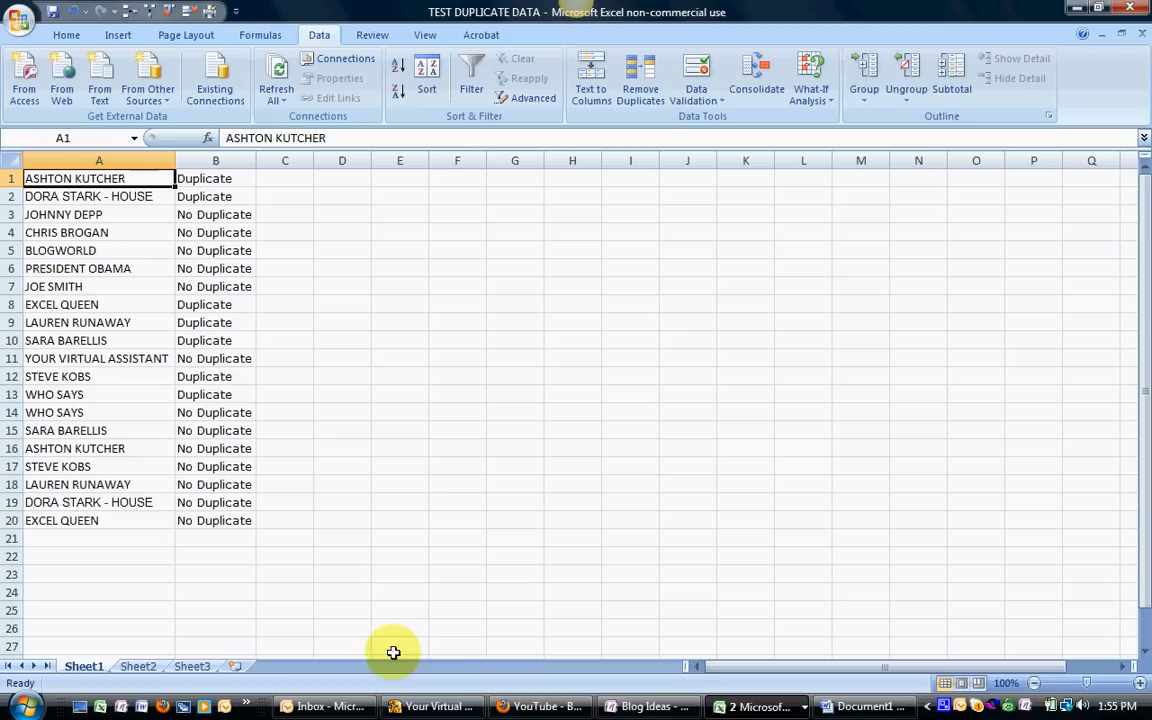 TEST DUPLICATE DATA - Microsoft Excel non-commercial use
Home Insert Page Layout Formulas Data Review View Acrobat
From Access
From Web
From Text
From Other Sources
Existing Connections
Get External Data
Refresh All
Connections
Properties
Edit Links
Connections
Sort
Filter
Clear
Reapply
Advanced
Sort & Filter
Text to Columns
Remove Duplicates
Data Validation
Consolidate
What-If Analysis
Data Tools
Group
Ungroup
Subtotal
Show Detail
Hide Detail
Outline
A1 fx ASHTON KUTCHER
A B C D E F G H I J K L M N O P Q
1 ASHTON KUTCHER Duplicate
2 DORA STARK - HOUSE Duplicate
3 JOHNNY DEPP No Duplicate
4 CHRIS BROGAN No Duplicate
5 BLOGWORLD No Duplicate
6 PRESIDENT OBAMA No Duplicate
7 JOE SMITH No Duplicate
8 EXCEL QUEEN Duplicate
9 LAUREN RUNAWAY Duplicate
10 SARA BARELLIS Duplicate
11 YOUR VIRTUAL ASSISTANT No Duplicate
12 STEVE KOBS Duplicate
13 WHO SAYS Duplicate
14 WHO SAYS No Duplicate
15 SARA BARELLIS No Duplicate
16 ASHTON KUTCHER No Duplicate
17 STEVE KOBS No Duplicate
18 LAUREN RUNAWAY No Duplicate
19 DORA STARK - HOUSE No Duplicate
20 EXCEL QUEEN No Duplicate
21
22
23
24
25
26
27
Sheet1 Sheet2 Sheet3
Ready 100%
Inbox - Micr... Your Virtual ... YouTube - B... Blog Ideas - ... 2 Microsof... Document1 ... 1:55 PM